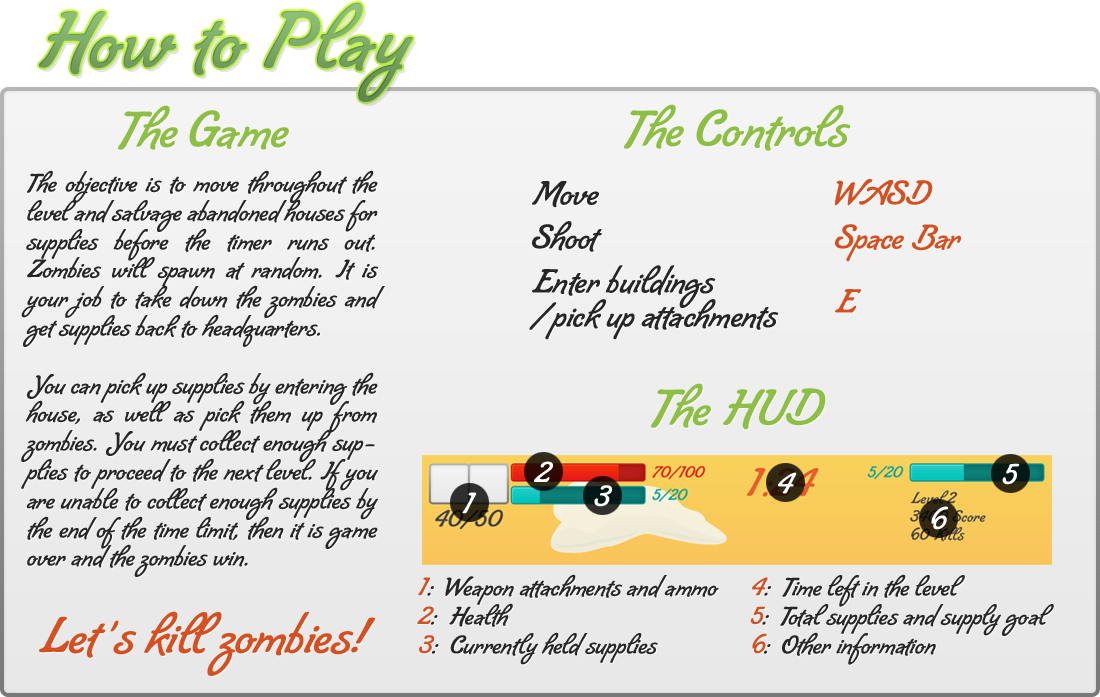 How to Play
The Game
The objective is to move throughout the
level and salvage abandoned houses for
supplies before the timer runs out.
Zombies will spawn at random. It is
your job to take down the zombies and
get supplies back to headquarters.
You can pick up supplies by entering the
house, as well as pick them up from
zombies. You must collect enough sup-
plies to proceed to the next level. If you
are unable to collect enough supplies by
the end of the time limit, then it is game
over and the zombies win.
Let's kill zombies!
The Controls
Move WASD
Shoot Space Bar
Enter buildings
/pick up attachments E
The HUD
2 70/100 4 5/20 5
1 3 5/20
40/50
Level 2
6 Score
60 Kills
1: Weapon attachments and ammo
2: Health
3: Currently held supplies
4: Time left in the level
5: Total supplies and supply goal
6: Other information